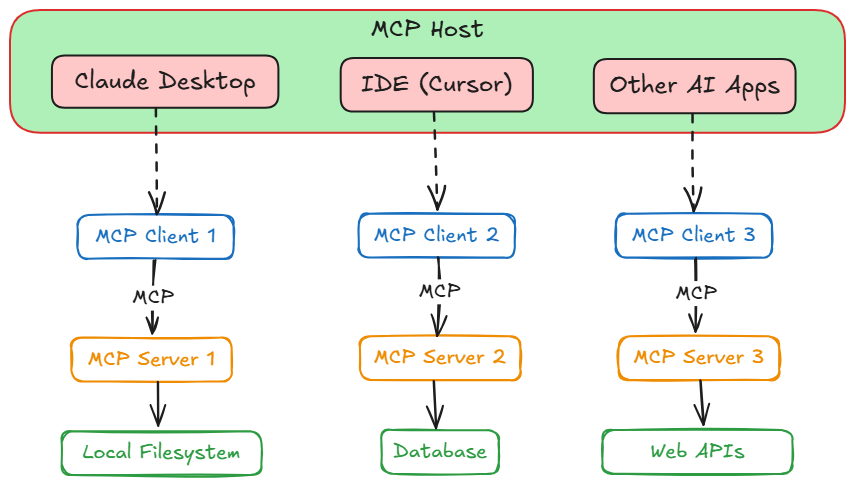 MCP Host
Claude Desktop
IDE (Cursor)
Other AI Apps
MCP Client 1
MCP Client 2
MCP Client 3
MCP
MCP
MCP
MCP Server 1
MCP Server 2
MCP Server 3
Local Filesystem
Database
Web APIs